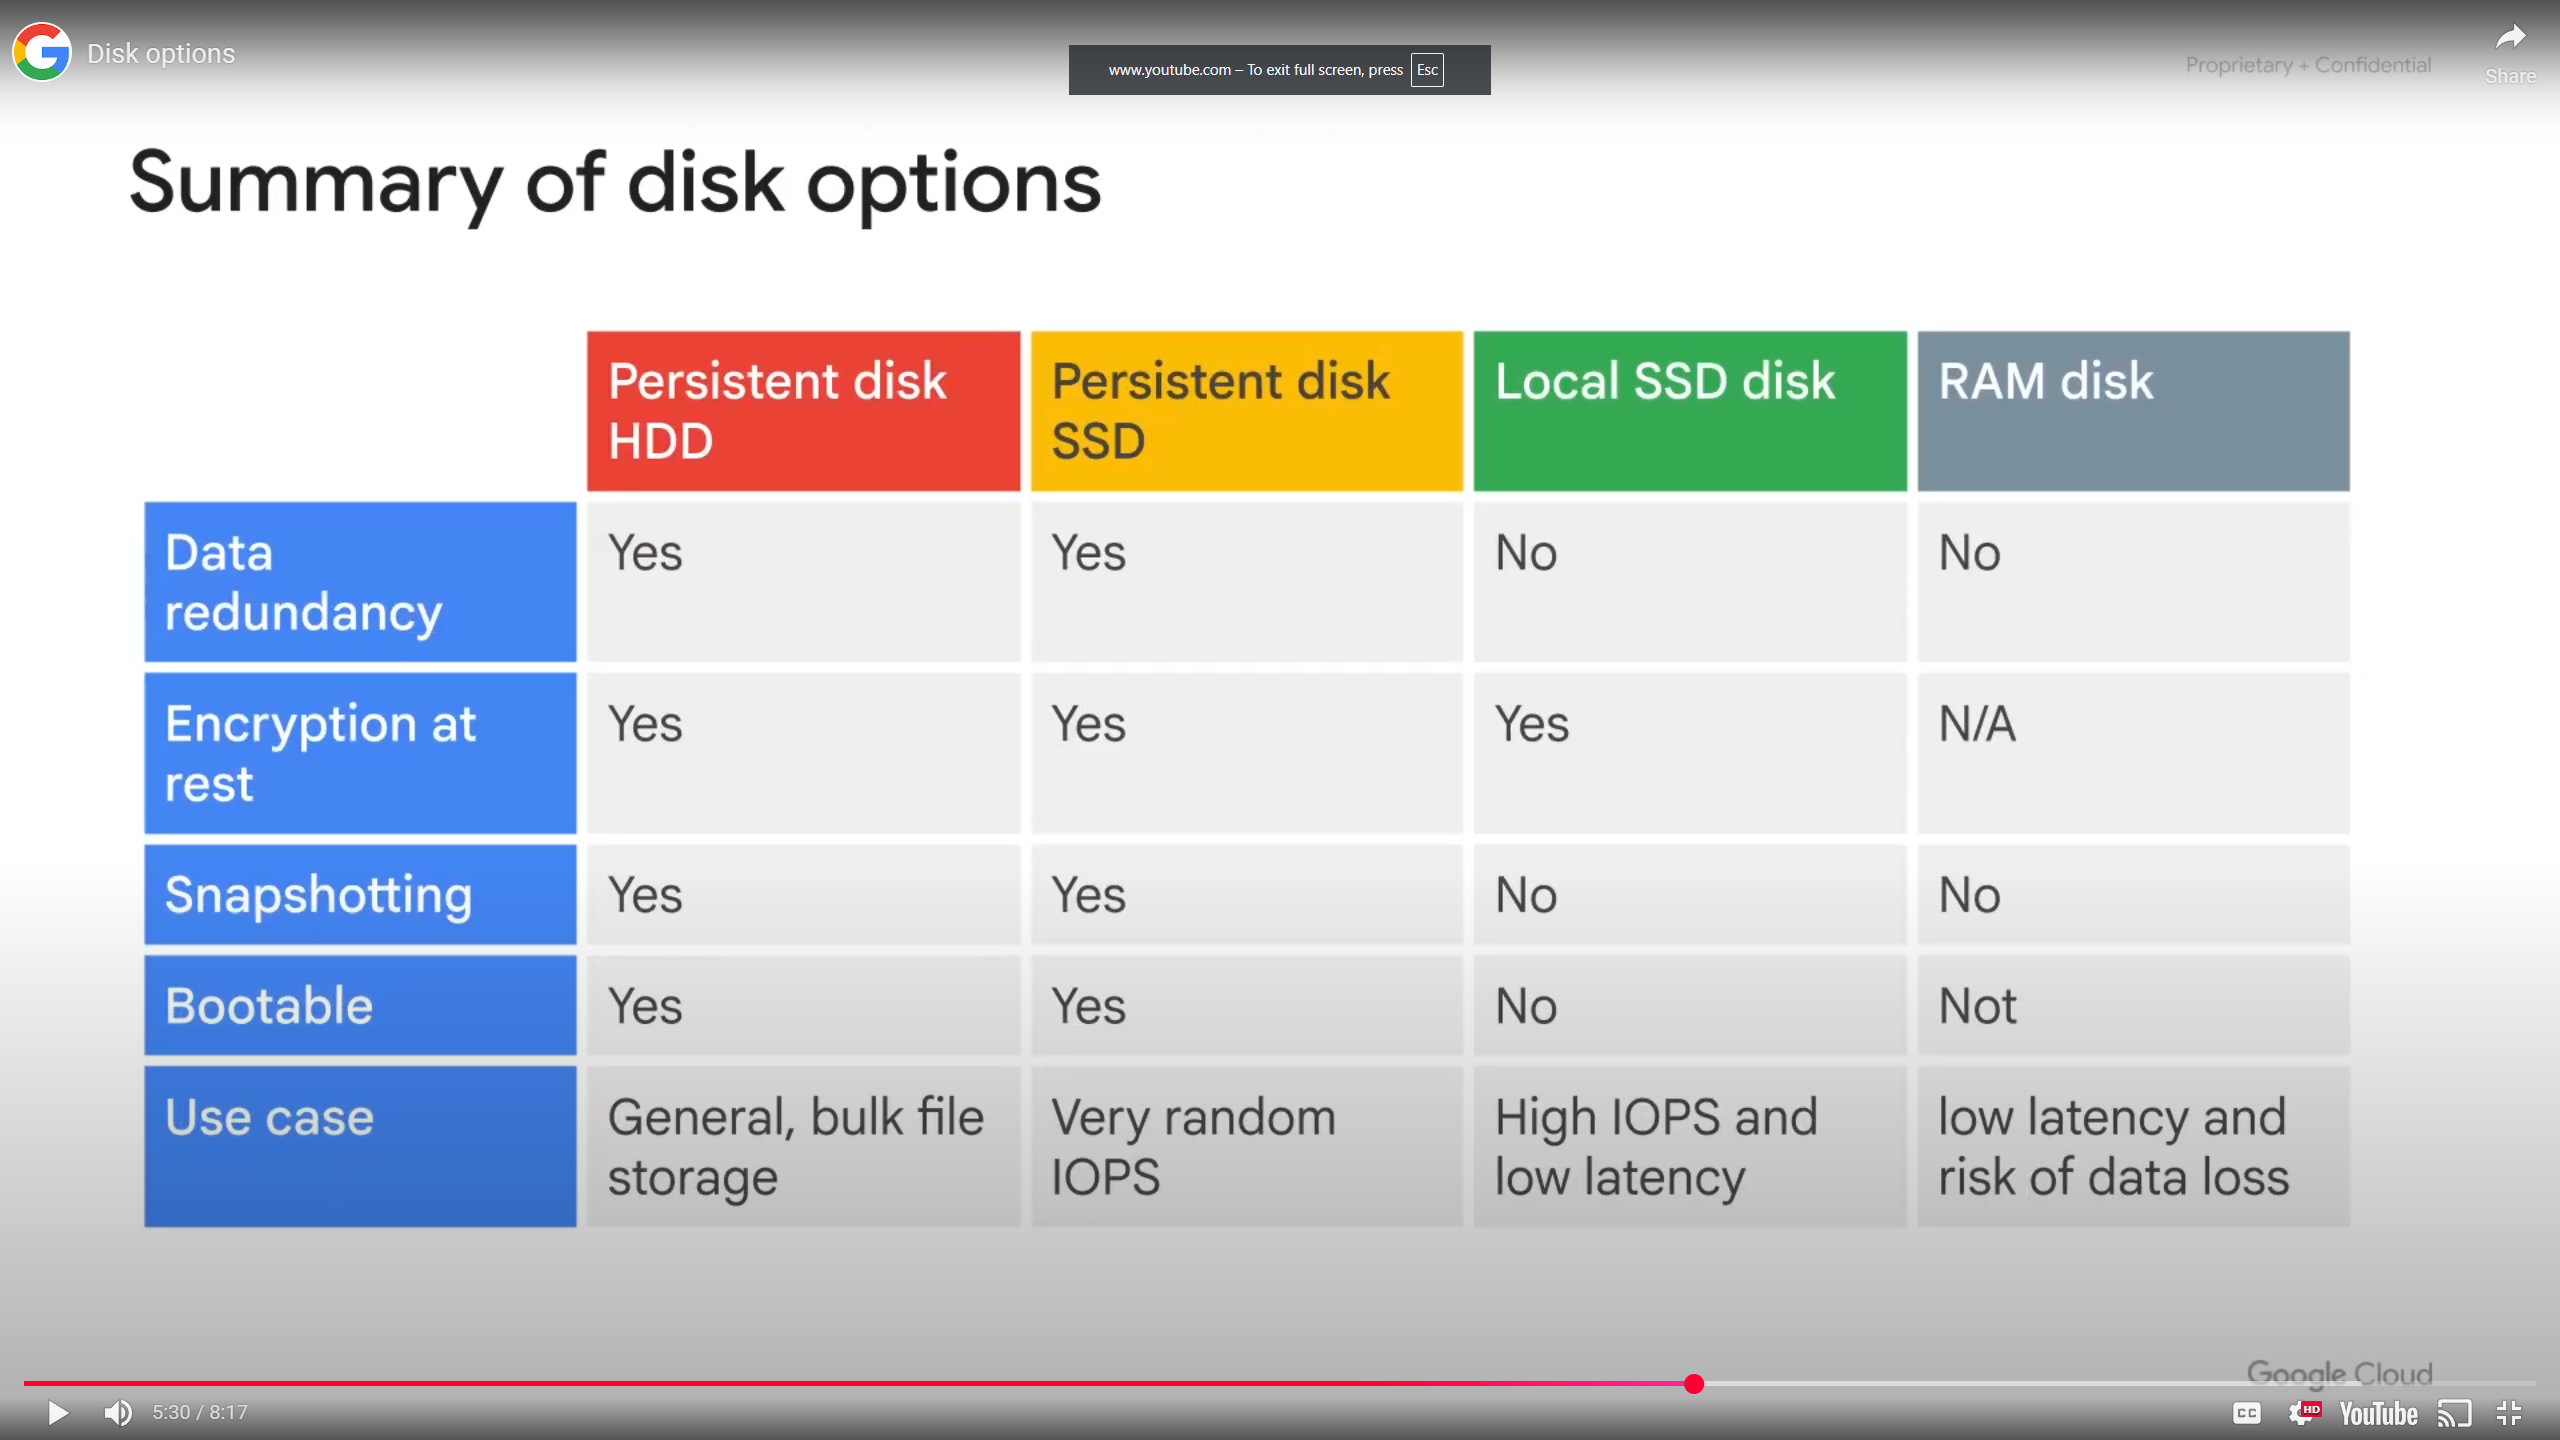 Disk options
www.youtube.com – To exit full screen, press Esc
Proprietary + Confidential
Share
Summary of disk options
Persistent disk
HDD
Persistent disk
SSD
Local SSD disk
RAM disk
Data
redundancy
Yes
Yes
No
No
Encryption at
rest
Yes
Yes
Yes
N/A
Snapshotting
Yes
Yes
No
No
Bootable
Yes
Yes
No
Not
Use case
General, bulk file
storage
Very random
IOPS
High IOPS and
low latency
low latency and
risk of data loss
Google Cloud
5:30 / 8:17
CC
HD
YouTube